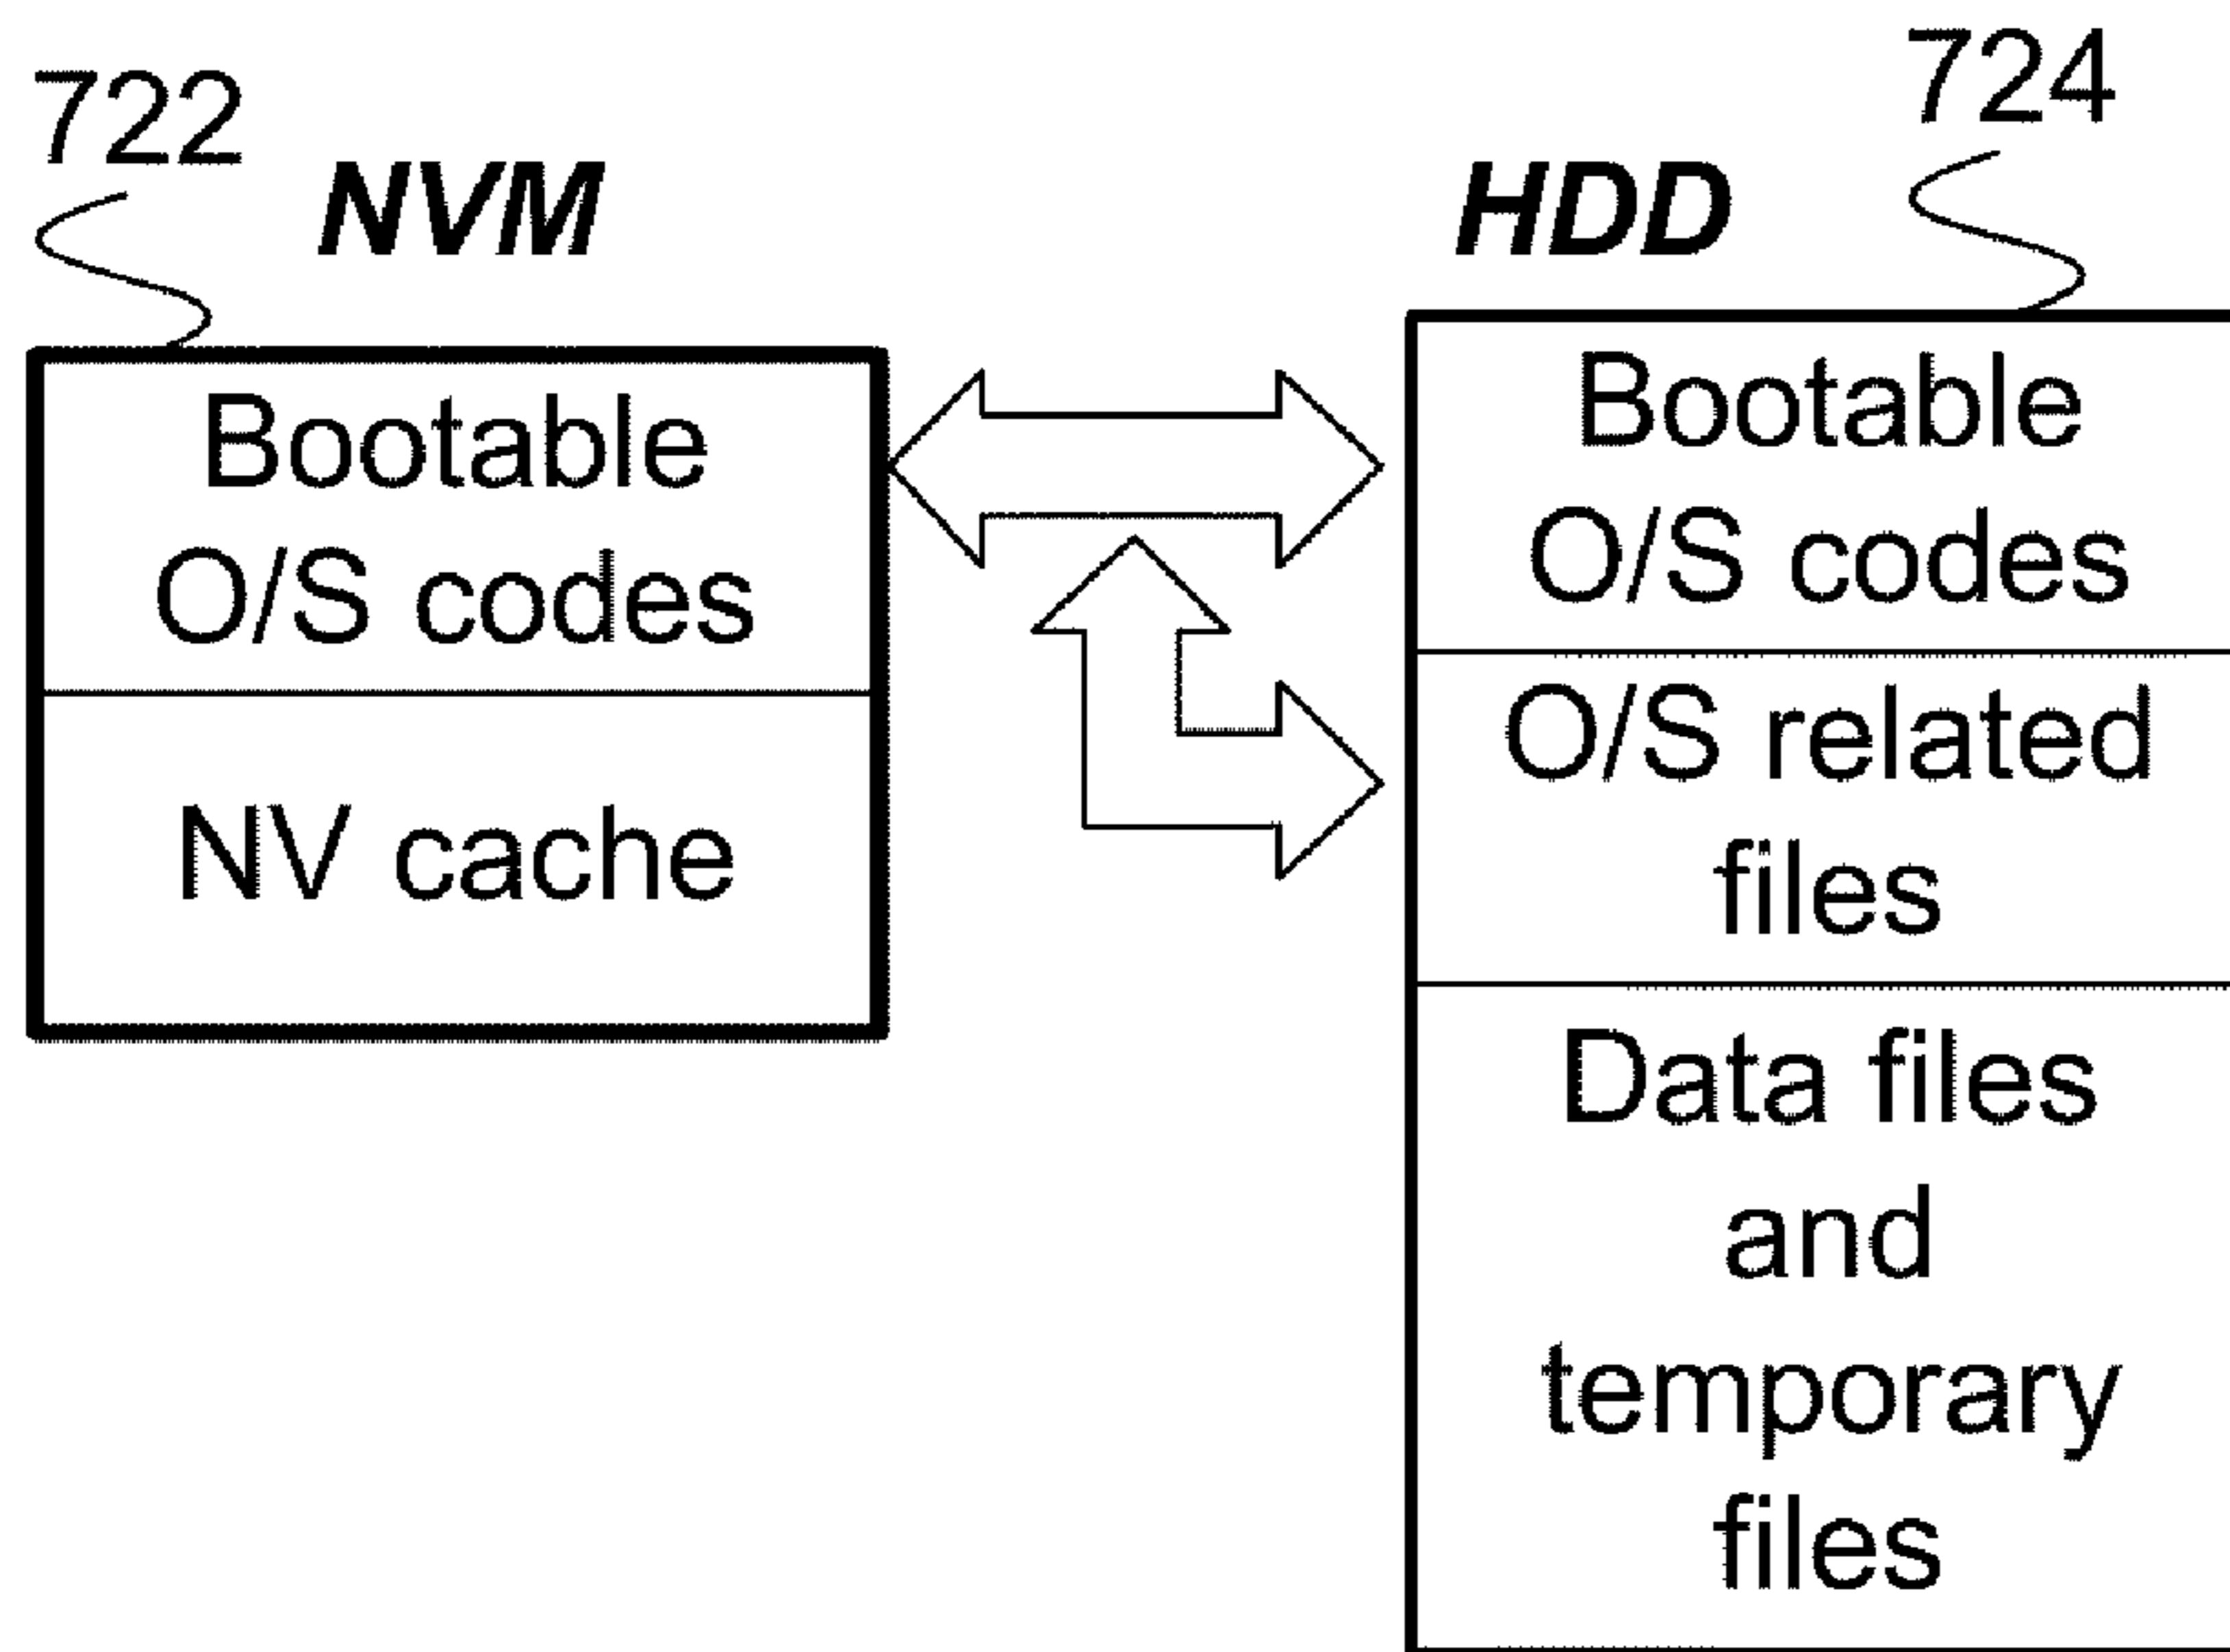 722
NVM
Bootable
O/S codes
NV cache
724
HDD
Bootable
O/S codes
O/S related
files
Data files
and
temporary
files